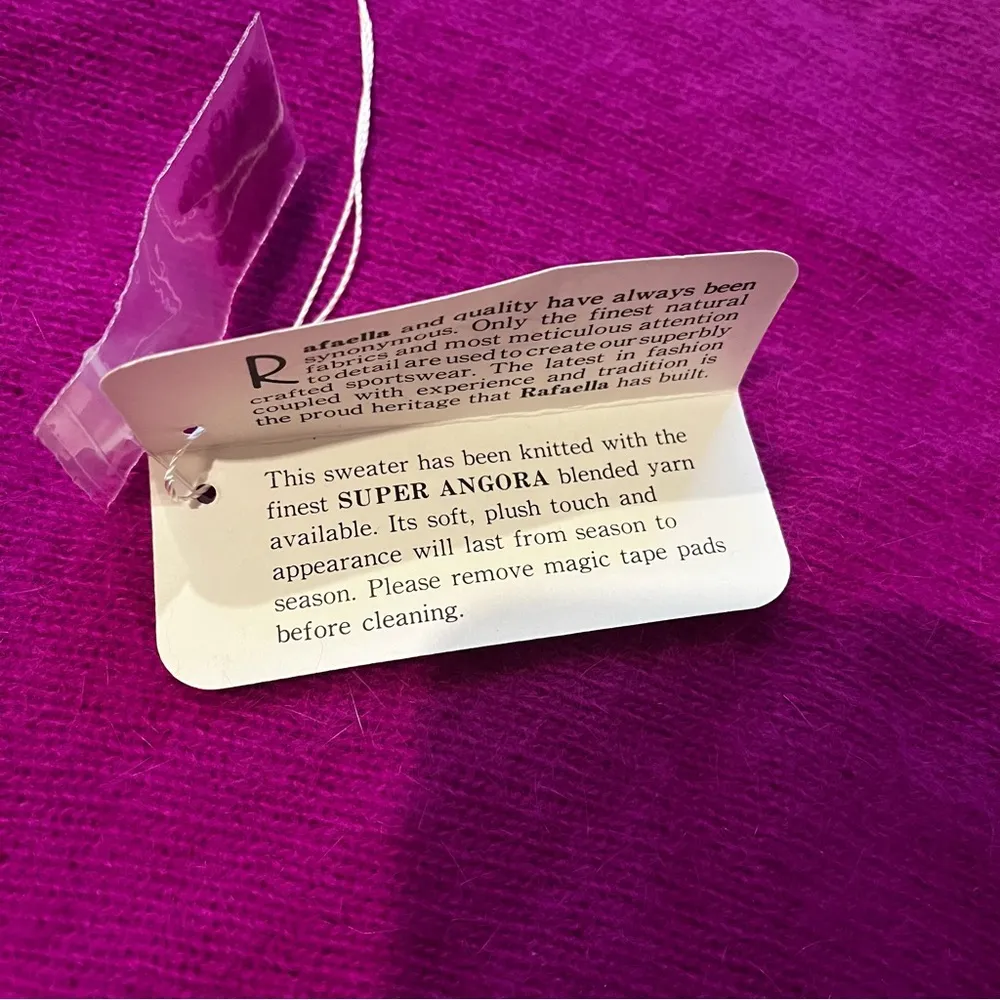 Rafaella and quality have always been
synonymous. Only the finest natural
fabrics and most meticulous attention
to detail are used to create our superbly
crafted sportswear. The latest in fashion
coupled with experience and tradition is
the proud heritage that Rafaella has built.
This sweater has been knitted with the
finest SUPER ANGORA blended yarn
available. Its soft, plush touch and
appearance will last from season to
season. Please remove magic tape pads
before cleaning.